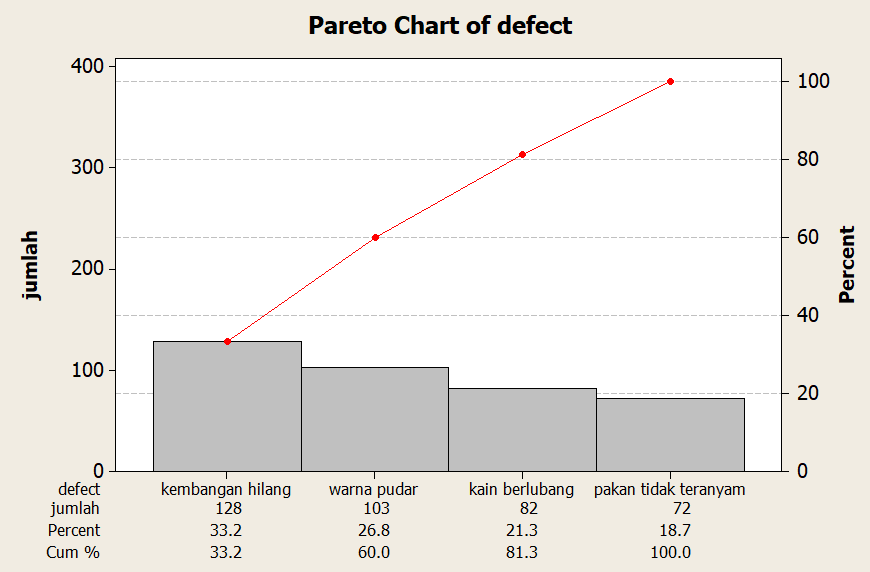 Pareto Chart of defect
400
300
200
100
0
jumlah
100
80
60
40
20
0
Percent
defect kembangan hilang warna pudar kain berlubang pakan tidak teranyam
jumlah 128 103 82 72
Percent 33.2 26.8 21.3 18.7
Cum % 33.2 60.0 81.3 100.0